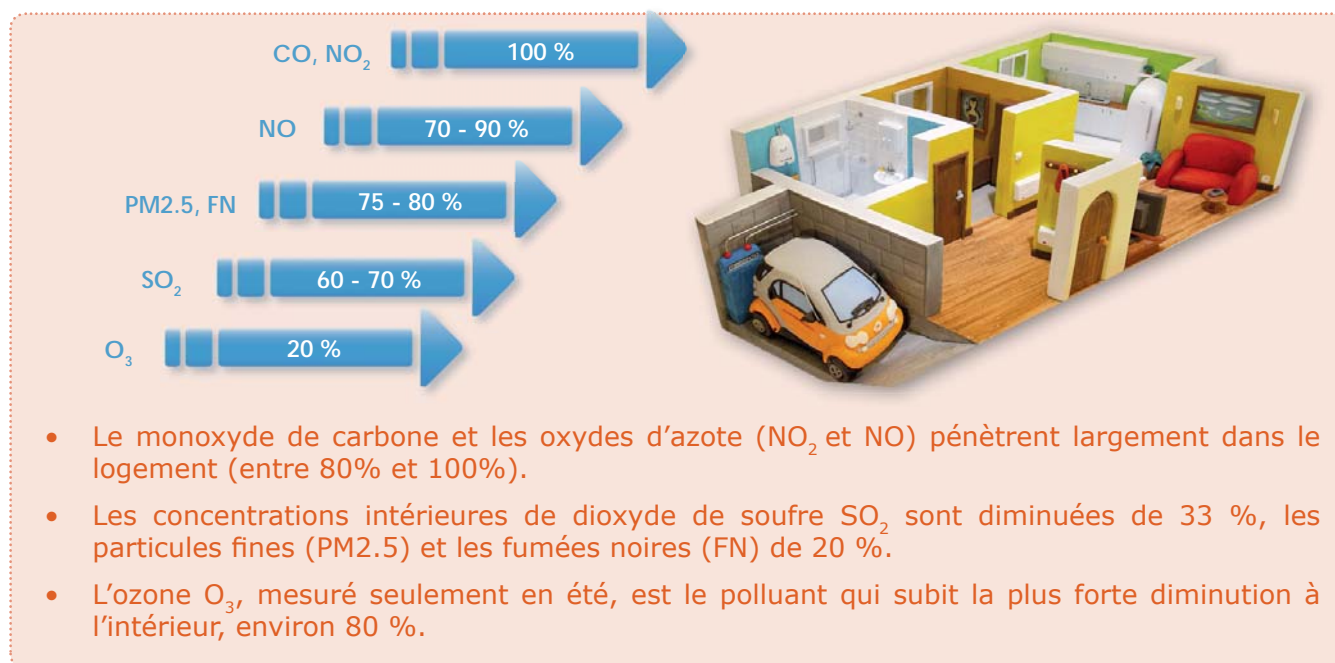 CO, NO₂ 100 %
NO 70 - 90 %
PM2.5, FN 75 - 80 %
SO₂ 60 - 70 %
O₃ 20 %
• Le monoxyde de carbone et les oxydes d’azote (NO₂ et NO) pénètrent largement dans le
logement (entre 80% et 100%).
• Les concentrations intérieures de dioxyde de soufre SO₂ sont diminuées de 33 %, les
particules fines (PM2.5) et les fumées noires (FN) de 20 %.
• L’ozone O₃, mesuré seulement en été, est le polluant qui subit la plus forte diminution à
l’intérieur, environ 80 %.